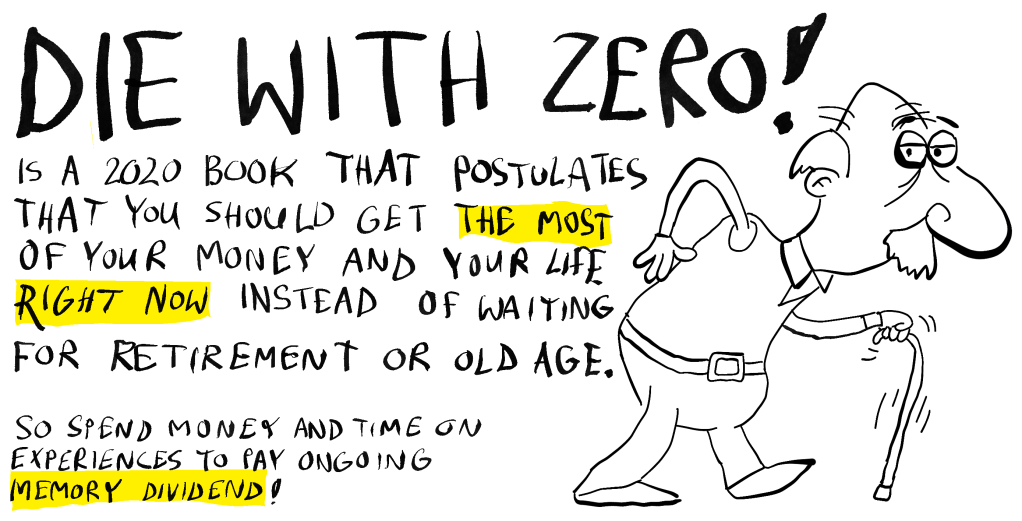 DIE WITH ZERO!
IS A 2020 BOOK THAT POSTULATES
THAT YOU SHOULD GET THE MOST
OF YOUR MONEY AND YOUR LIFE
RIGHT NOW INSTEAD OF WAITING
FOR RETIREMENT OR OLD AGE.
SO SPEND MONEY AND TIME ON
EXPERIENCES TO PAY ONGOING
MEMORY DIVIDEND!